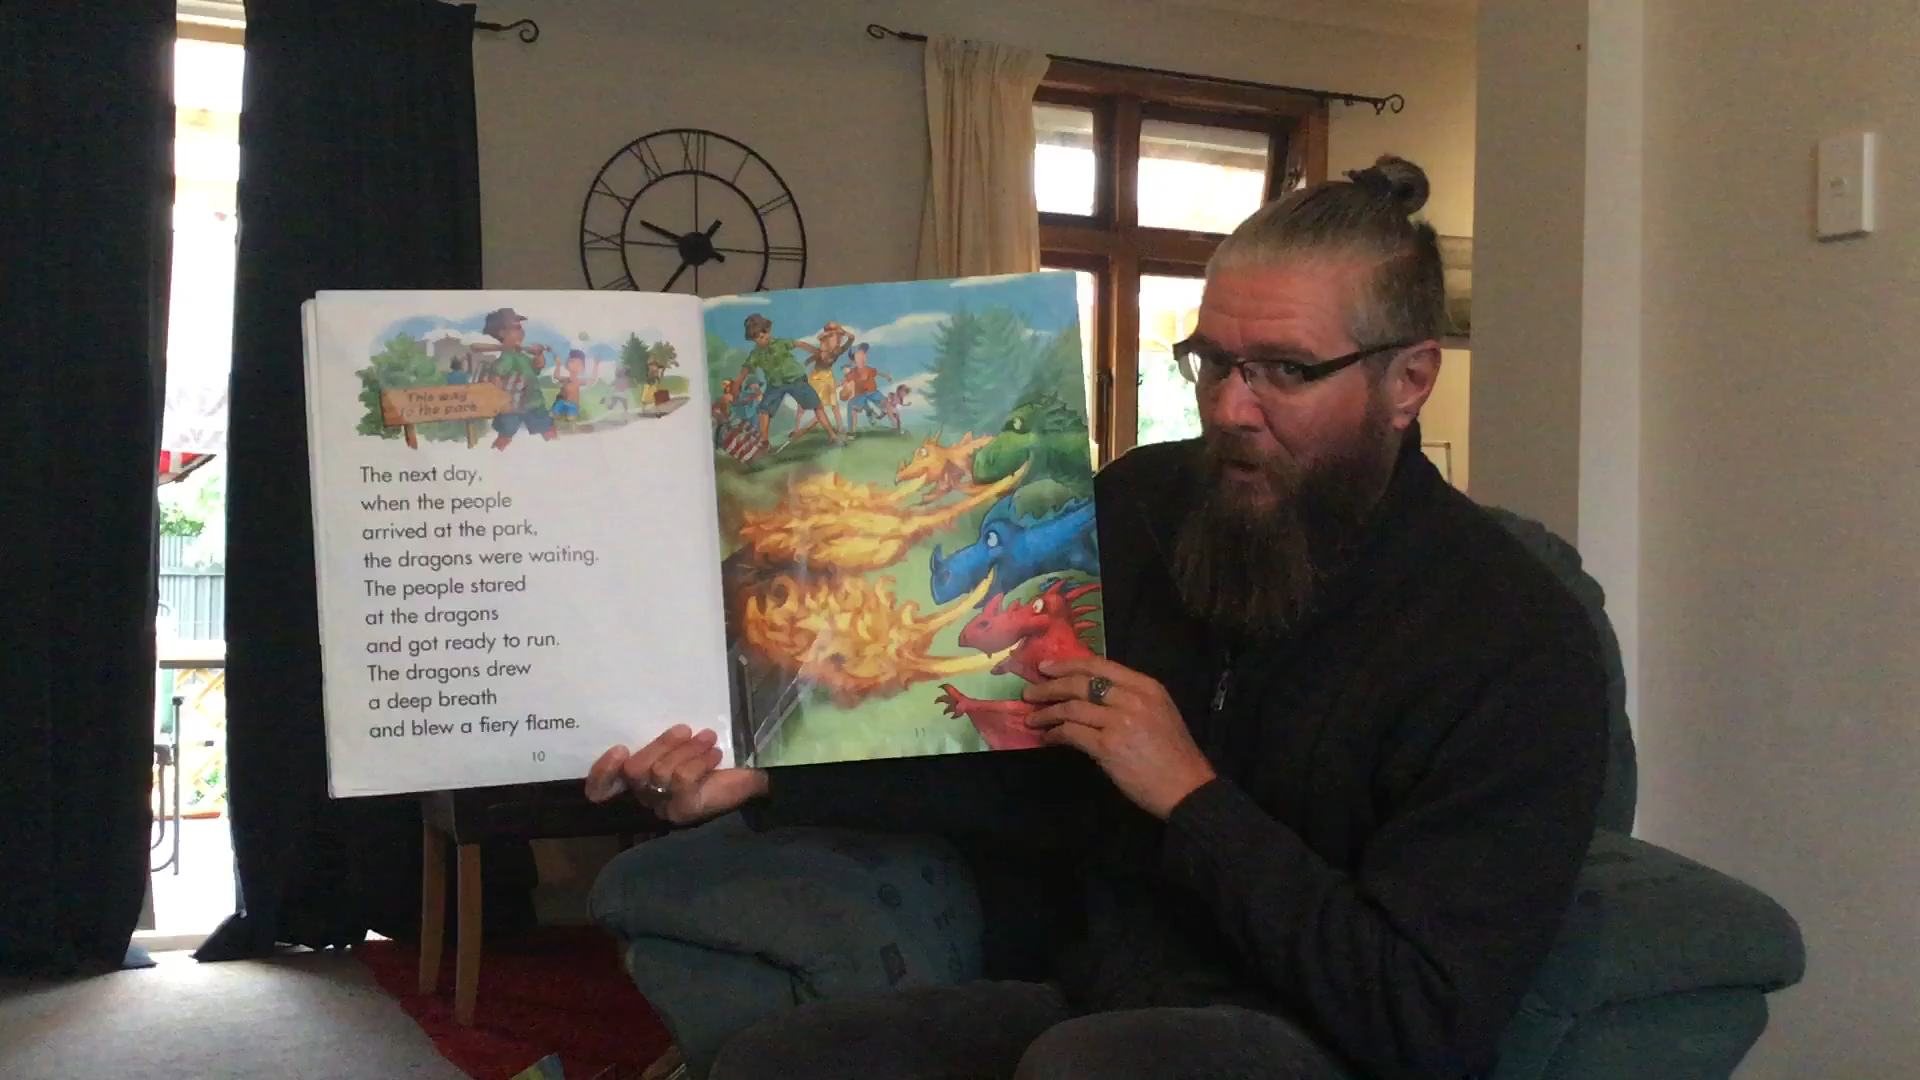 This way
to the park
The next day,
when the people
arrived at the park,
the dragons were waiting.
The people stared
at the dragons
and got ready to run.
The dragons drew
a deep breath
and blew a fiery flame.
10
11